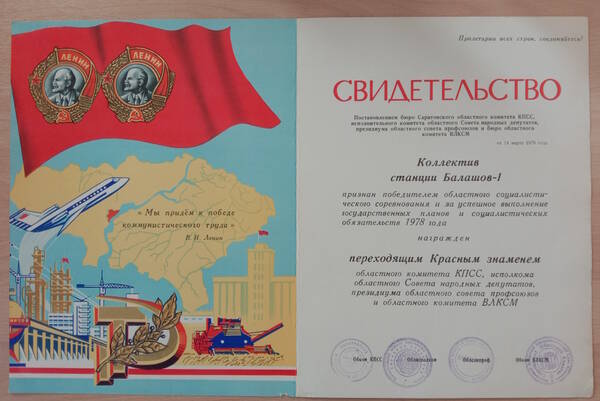 ЛЕНИН
ЛЕНИН
« Мы придём к победе
коммунистического труда »
В. И. Ленин
Пролетарии всех стран, соединяйтесь!
СВИДЕТЕЛЬСТВО
Постановлением бюро Саратовского областного комитета КПСС,
исполнительного комитета областного Совета народных депутатов,
президиума областного совета профсоюзов и бюро областного
комитета ВЛКСМ
от 14 марта 1979 года
Коллектив
станции Балашов-1
признан победителем областного социалисти-
ческого соревнования и за успешное выполнение
государственных планов и социалистических
обязательств 1978 года
награжден
переходящим Красным знаменем
областного комитета КПСС, исполкома
областного Совета народных депутатов,
президиума областного совета профсоюзов
и областного комитета ВЛКСМ
Обком КПСС Облисполком Облсовпроф Обком ВЛКСМ